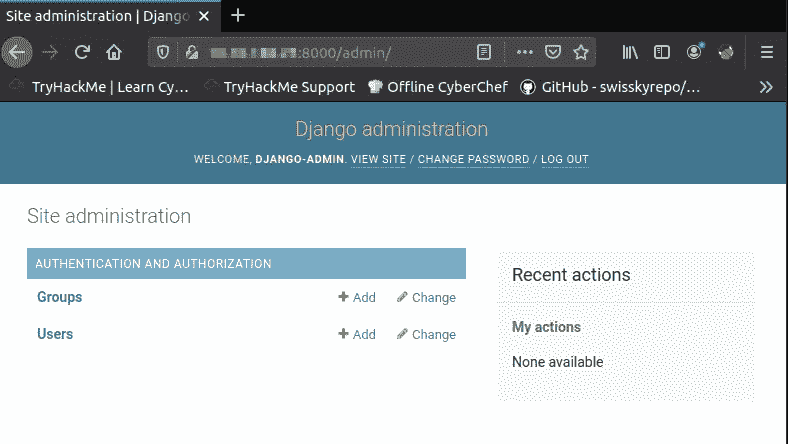 Site administration | Djang
:8000/admin/
TryHackMe | Learn Cy... TryHackMe Support Offline CyberChef GitHub - swisskyrepo/...
Django administration
WELCOME, DJANGO-ADMIN. VIEW SITE / CHANGE PASSWORD / LOG OUT
Site administration
AUTHENTICATION AND AUTHORIZATION
Groups Add Change
Users Add Change
Recent actions
My actions
None available